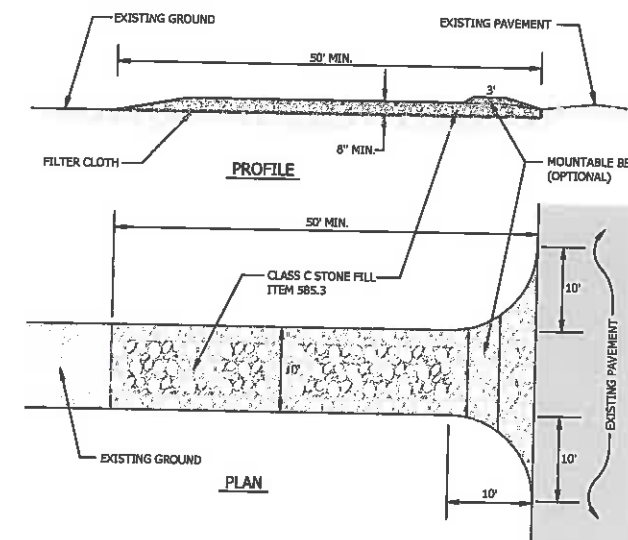 EXISTING GROUND
EXISTING PAVEMENT
50' MIN.
3'
FILTER CLOTH
8" MIN.
PROFILE
MOUNTABLE BE
(OPTIONAL)
50' MIN.
CLASS C STONE FILL
ITEM 585.3
10'
10'
EXISTING PAVEMENT
EXISTING GROUND
10'
10'
PLAN